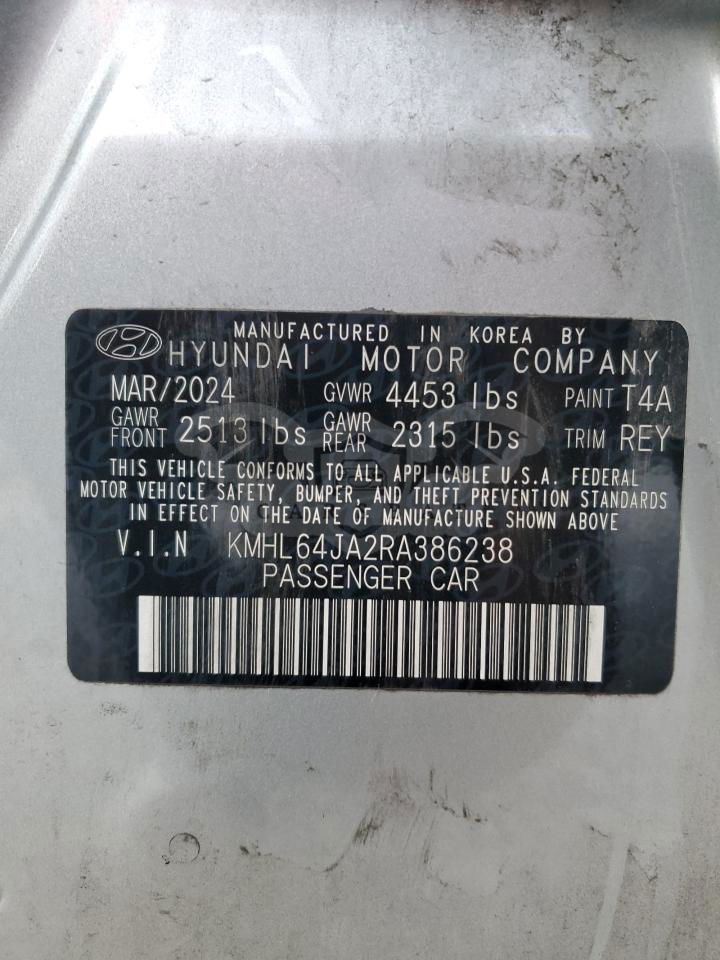 MANUFACTURED IN KOREA BY
HYUNDAI MOTOR COMPANY
MAR/2024 GVWR 4453 lbs PAINT T4A
GAWR FRONT 2513 lbs GAWR REAR 2315 lbs TRIM REY
THIS VEHICLE CONFORMS TO ALL APPLICABLE U.S.A. FEDERAL
MOTOR VEHICLE SAFETY, BUMPER, AND THEFT PREVENTION STANDARDS
IN EFFECT ON THE DATE OF MANUFACTURE SHOWN ABOVE
V.I.N KMHL64JA2RA386238
PASSENGER CAR